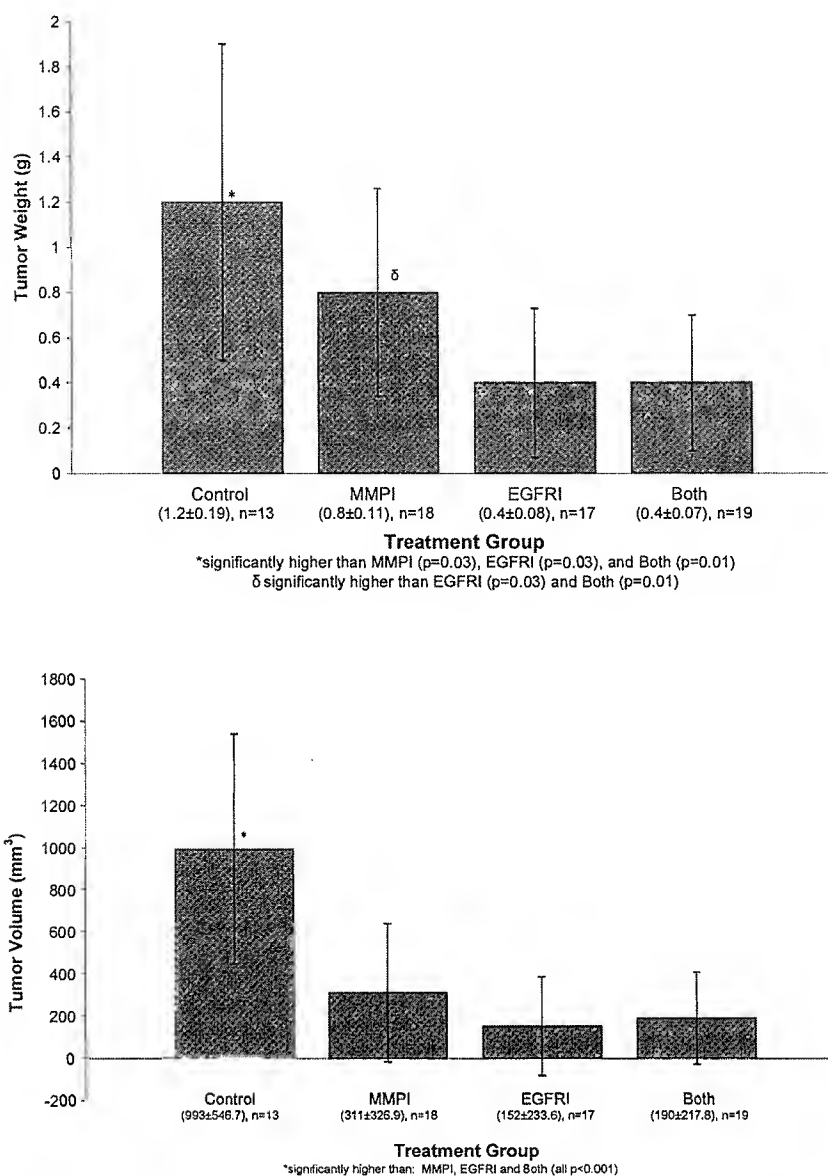 2
1.8
1.6
1.4
1.2
1
0.8
0.6
0.4
0.2
0
Tumor Weight (g)
*
δ
Control MMPI EGFRI Both
(1.2±0.19), n=13 (0.8±0.11), n=18 (0.4±0.08), n=17 (0.4±0.07), n=19
Treatment Group
*significantly higher than MMPI (p=0.03), EGFRI (p=0.03), and Both (p=0.01)
δ significantly higher than EGFRI (p=0.03) and Both (p=0.01)
1800
1600
1400
1200
1000
800
600
400
200
0
-200
Tumor Volume (mm³)
*
Control MMPI EGFRI Both
(993±546.7), n=13 (311±326.9), n=18 (152±233.6), n=17 (190±217.8), n=19
Treatment Group
*significantly higher than: MMPI, EGFRI and Both (all p<0.001)